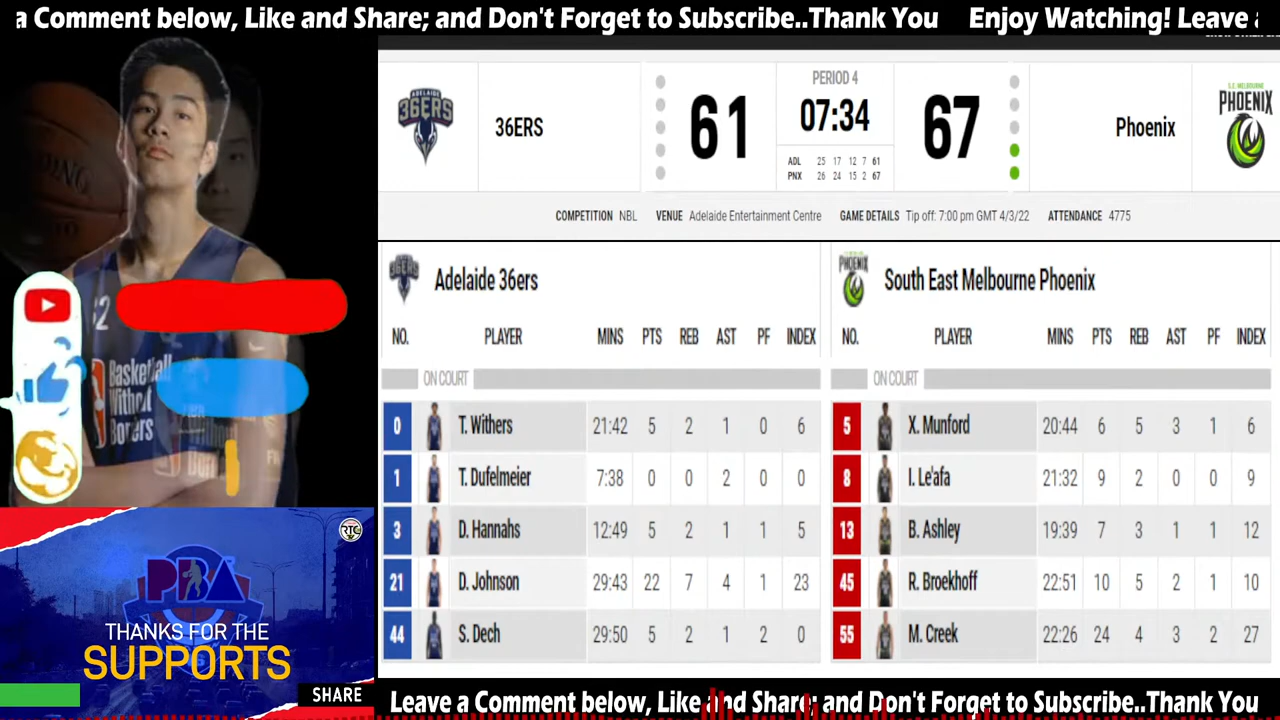 a Comment below, Like and Share; and Don't Forget to Subscribe..Thank You Enjoy Watching! Leave
36ERS 61 PERIOD 4 67 Phoenix
07:34
ADL 25 17 12 7 61
PNX 26 24 15 2 67
ADELAIDE 36ERS
S.E. MELBOURNE PHOENIX
COMPETITION NBL VENUE Adelaide Entertainment Centre GAME DETAILS Tip off: 7:00 pm GMT 4/3/22 ATTENDANCE 4775
Adelaide 36ers
NO. PLAYER MINS PTS REB AST PF INDEX
ON COURT
0 T. Withers 21:42 5 2 1 0 6
1 T. Dufelmeier 7:38 0 0 2 0 0
3 D. Hannahs 12:49 5 2 1 1 5
21 D. Johnson 29:43 22 7 4 1 23
44 S. Dech 29:50 5 2 1 2 0
South East Melbourne Phoenix
NO. PLAYER MINS PTS REB AST PF INDEX
ON COURT
5 X. Munford 20:44 6 5 3 1 6
8 I. Le'afa 21:32 9 2 0 0 9
13 B. Ashley 19:39 7 3 1 1 12
45 R. Broekhoff 22:51 10 5 2 1 10
55 M. Creek 22:26 24 4 3 2 27
Basketball
Without
Borders
RTC
PBA
THANKS FOR THE
SUPPORTS
SHARE
Leave a Comment below, Like and Share; and Don't Forget to Subscribe..Thank You